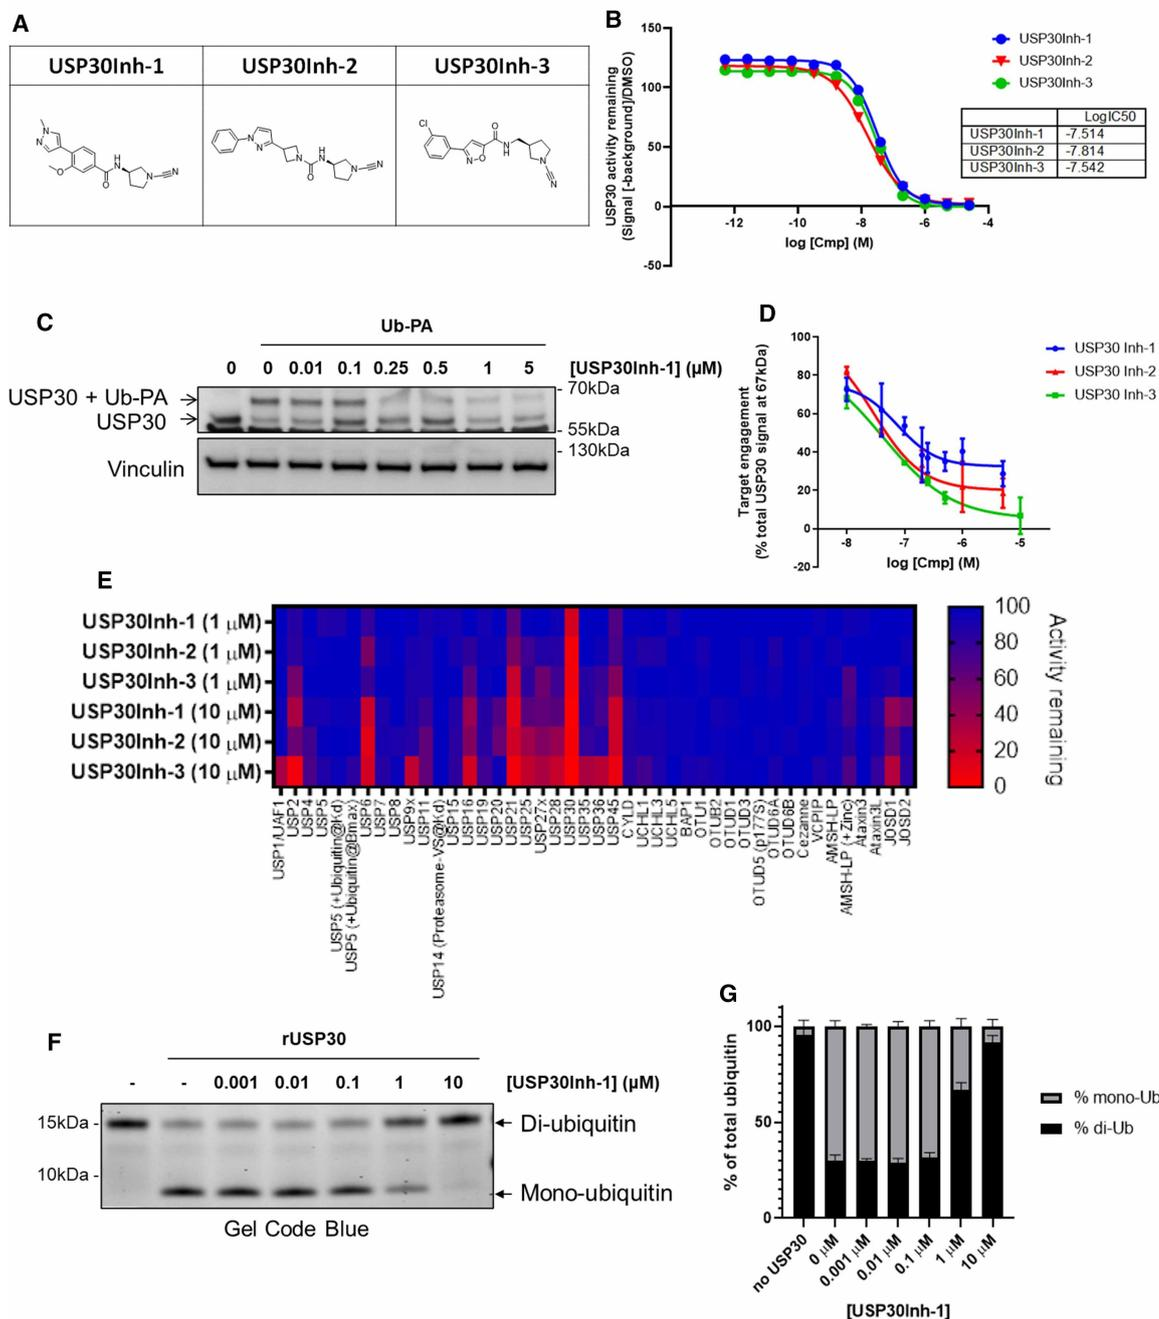 A
USP30Inh-1
USP30Inh-2
USP30Inh-3
N
N
O
O
H
N
N
N
N
N
N
O
H
N
N
N
Cl
N
O
O
N
H
N
N
B
USP30 activity remaining
(Signal [-background]/DMSO)
150
100
50
0
-50
-12
-10
-8
-6
-4
log [Cmp] (M)
USP30Inh-1
USP30Inh-2
USP30Inh-3
LogIC50
USP30Inh-1 -7.514
USP30Inh-2 -7.814
USP30Inh-3 -7.542
C
Ub-PA
0 0 0.01 0.1 0.25 0.5 1 5 [USP30Inh-1] (µM)
USP30 + Ub-PA
USP30
Vinculin
70kDa
55kDa
130kDa
D
Target engagement
(% total USP30 signal at 67kDa)
100
80
60
40
20
0
-20
-8
-7
-6
-5
log [Cmp] (M)
USP30 Inh-1
USP30 Inh-2
USP30 Inh-3
E
USP30Inh-1 (1 µM)
USP30Inh-2 (1 µM)
USP30Inh-3 (1 µM)
USP30Inh-1 (10 µM)
USP30Inh-2 (10 µM)
USP30Inh-3 (10 µM)
USP1/UAF1
USP2
USP4
USP5
USP5 (+Ubiquitin@Kd)
USP5 (+Ubiquitin@Bmax)
USP6
USP7
USP8
USP9x
USP11
USP14 (Proteasome-VS@Kd)
USP15
USP16
USP19
USP20
USP21
USP25
USP27x
USP28
USP30
USP35
USP36
USP45
CYLD
UCHL1
UCHL3
UCHL5
BAP1
OTU1
OTUB2
OTUD1
OTUD3
OTUD5 (p177S)
OTUD6A
OTUD6B
Cezanne
VCPIP
AMSH-LP
AMSH-LP (+Zinc)
Ataxin3
Ataxin3L
JOSD1
JOSD2
100
80
60
40
20
0
Activity remaining
F
rUSP30
- - 0.001 0.01 0.1 1 10 [USP30Inh-1] (µM)
15kDa
10kDa
Di-ubiquitin
Mono-ubiquitin
Gel Code Blue
G
% of total ubiquitin
100
50
0
no USP30
0 µM
0.001 µM
0.01 µM
0.1 µM
1 µM
10 µM
[USP30Inh-1]
% mono-Ub
% di-Ub